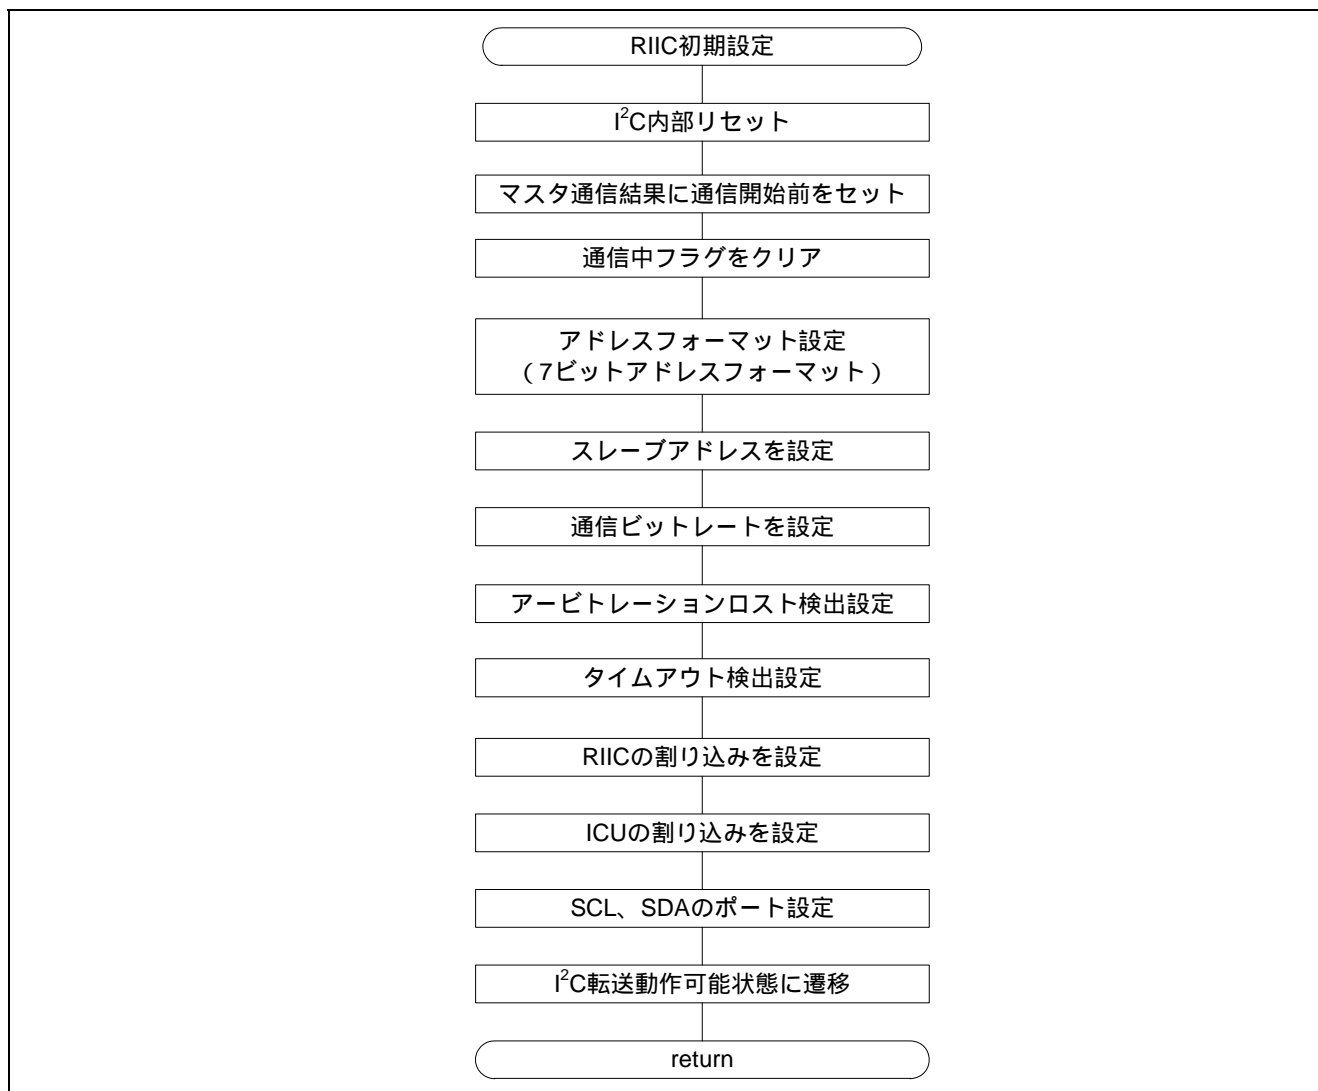 RIIC初期設定
I²C内部リセット
マスタ通信結果に通信開始前をセット
通信中フラグをクリア
アドレスフォーマット設定
（7ビットアドレスフォーマット）
スレーブアドレスを設定
通信ビットレートを設定
アービトレーションロスト検出設定
タイムアウト検出設定
RIICの割り込みを設定
ICUの割り込みを設定
SCL、SDAのポート設定
I²C転送動作可能状態に遷移
return